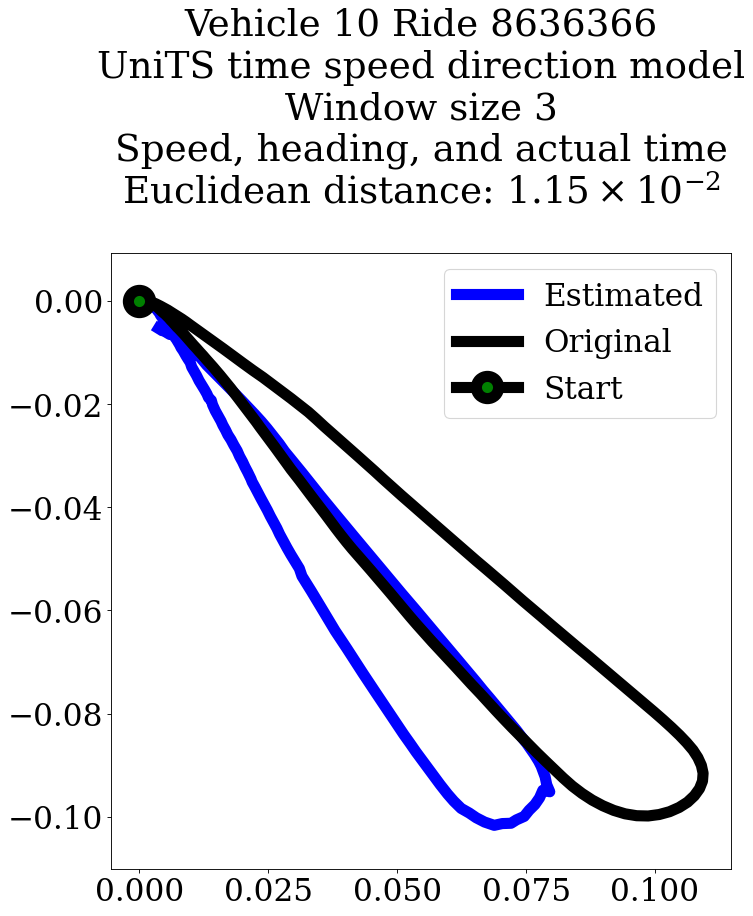 Vehicle 10 Ride 8636366
UniTS time speed direction model
Window size 3
Speed, heading, and actual time
Euclidean distance: 1.15 × 10⁻²
Estimated
Original
Start
0.00
−0.02
−0.04
−0.06
−0.08
−0.10
0.000 0.025 0.050 0.075 0.100